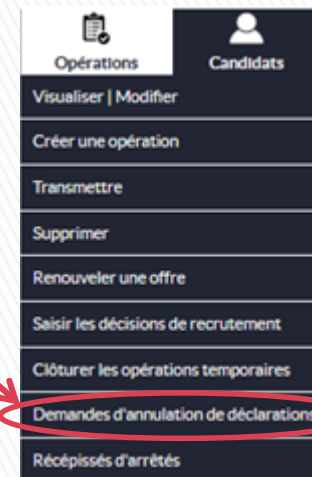 Opérations
Candidats
Visualiser | Modifier
Créer une opération
Transmettre
Supprimer
Renouveler une offre
Saisir les décisions de recrutement
Clôturer les opérations temporaires
Demandes d'annulation de déclarations
Récépissés d'arrêtés